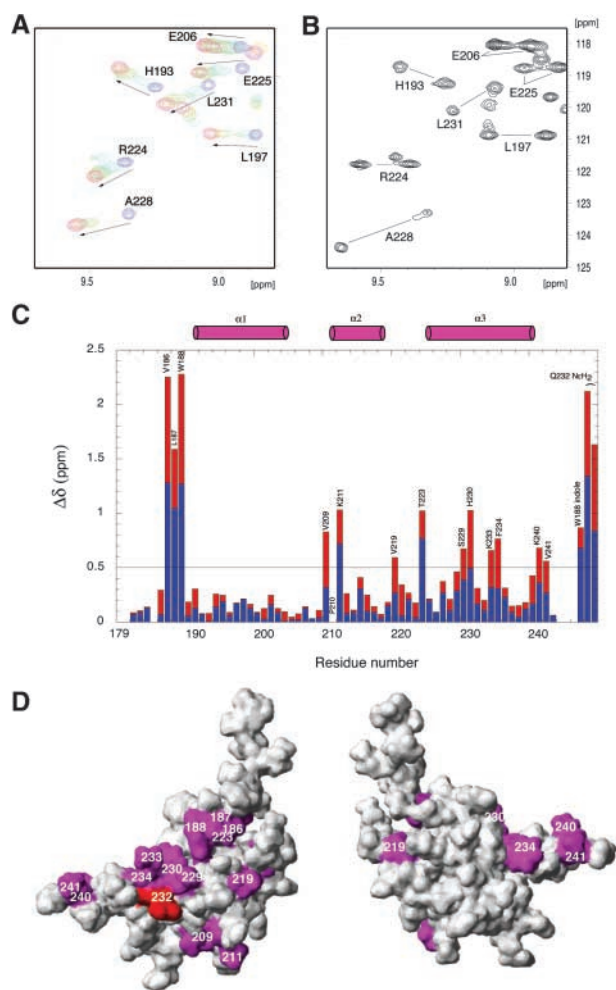 A
B
E206
E225
H193
L231
L197
R224
A228
9.5
9.0
[ppm]
[ppm]
E206
E225
H193
L231
L197
R224
A228
118
119
120
121
122
123
124
125
9.5
9.0
[ppm]
C
α1
α2
α3
2.5
2
1.5
1
0.5
0
Δδ (ppm)
V186
L187
W188
V209
P210
K211
V219
T223
S229
H230
K233
F234
K240
V241
W188 indole
179
190
200
210
220
230
240
Residue number
D
187
188
186
223
233
230
234
229
219
241
240
232
209
211
230
219
234
240
241